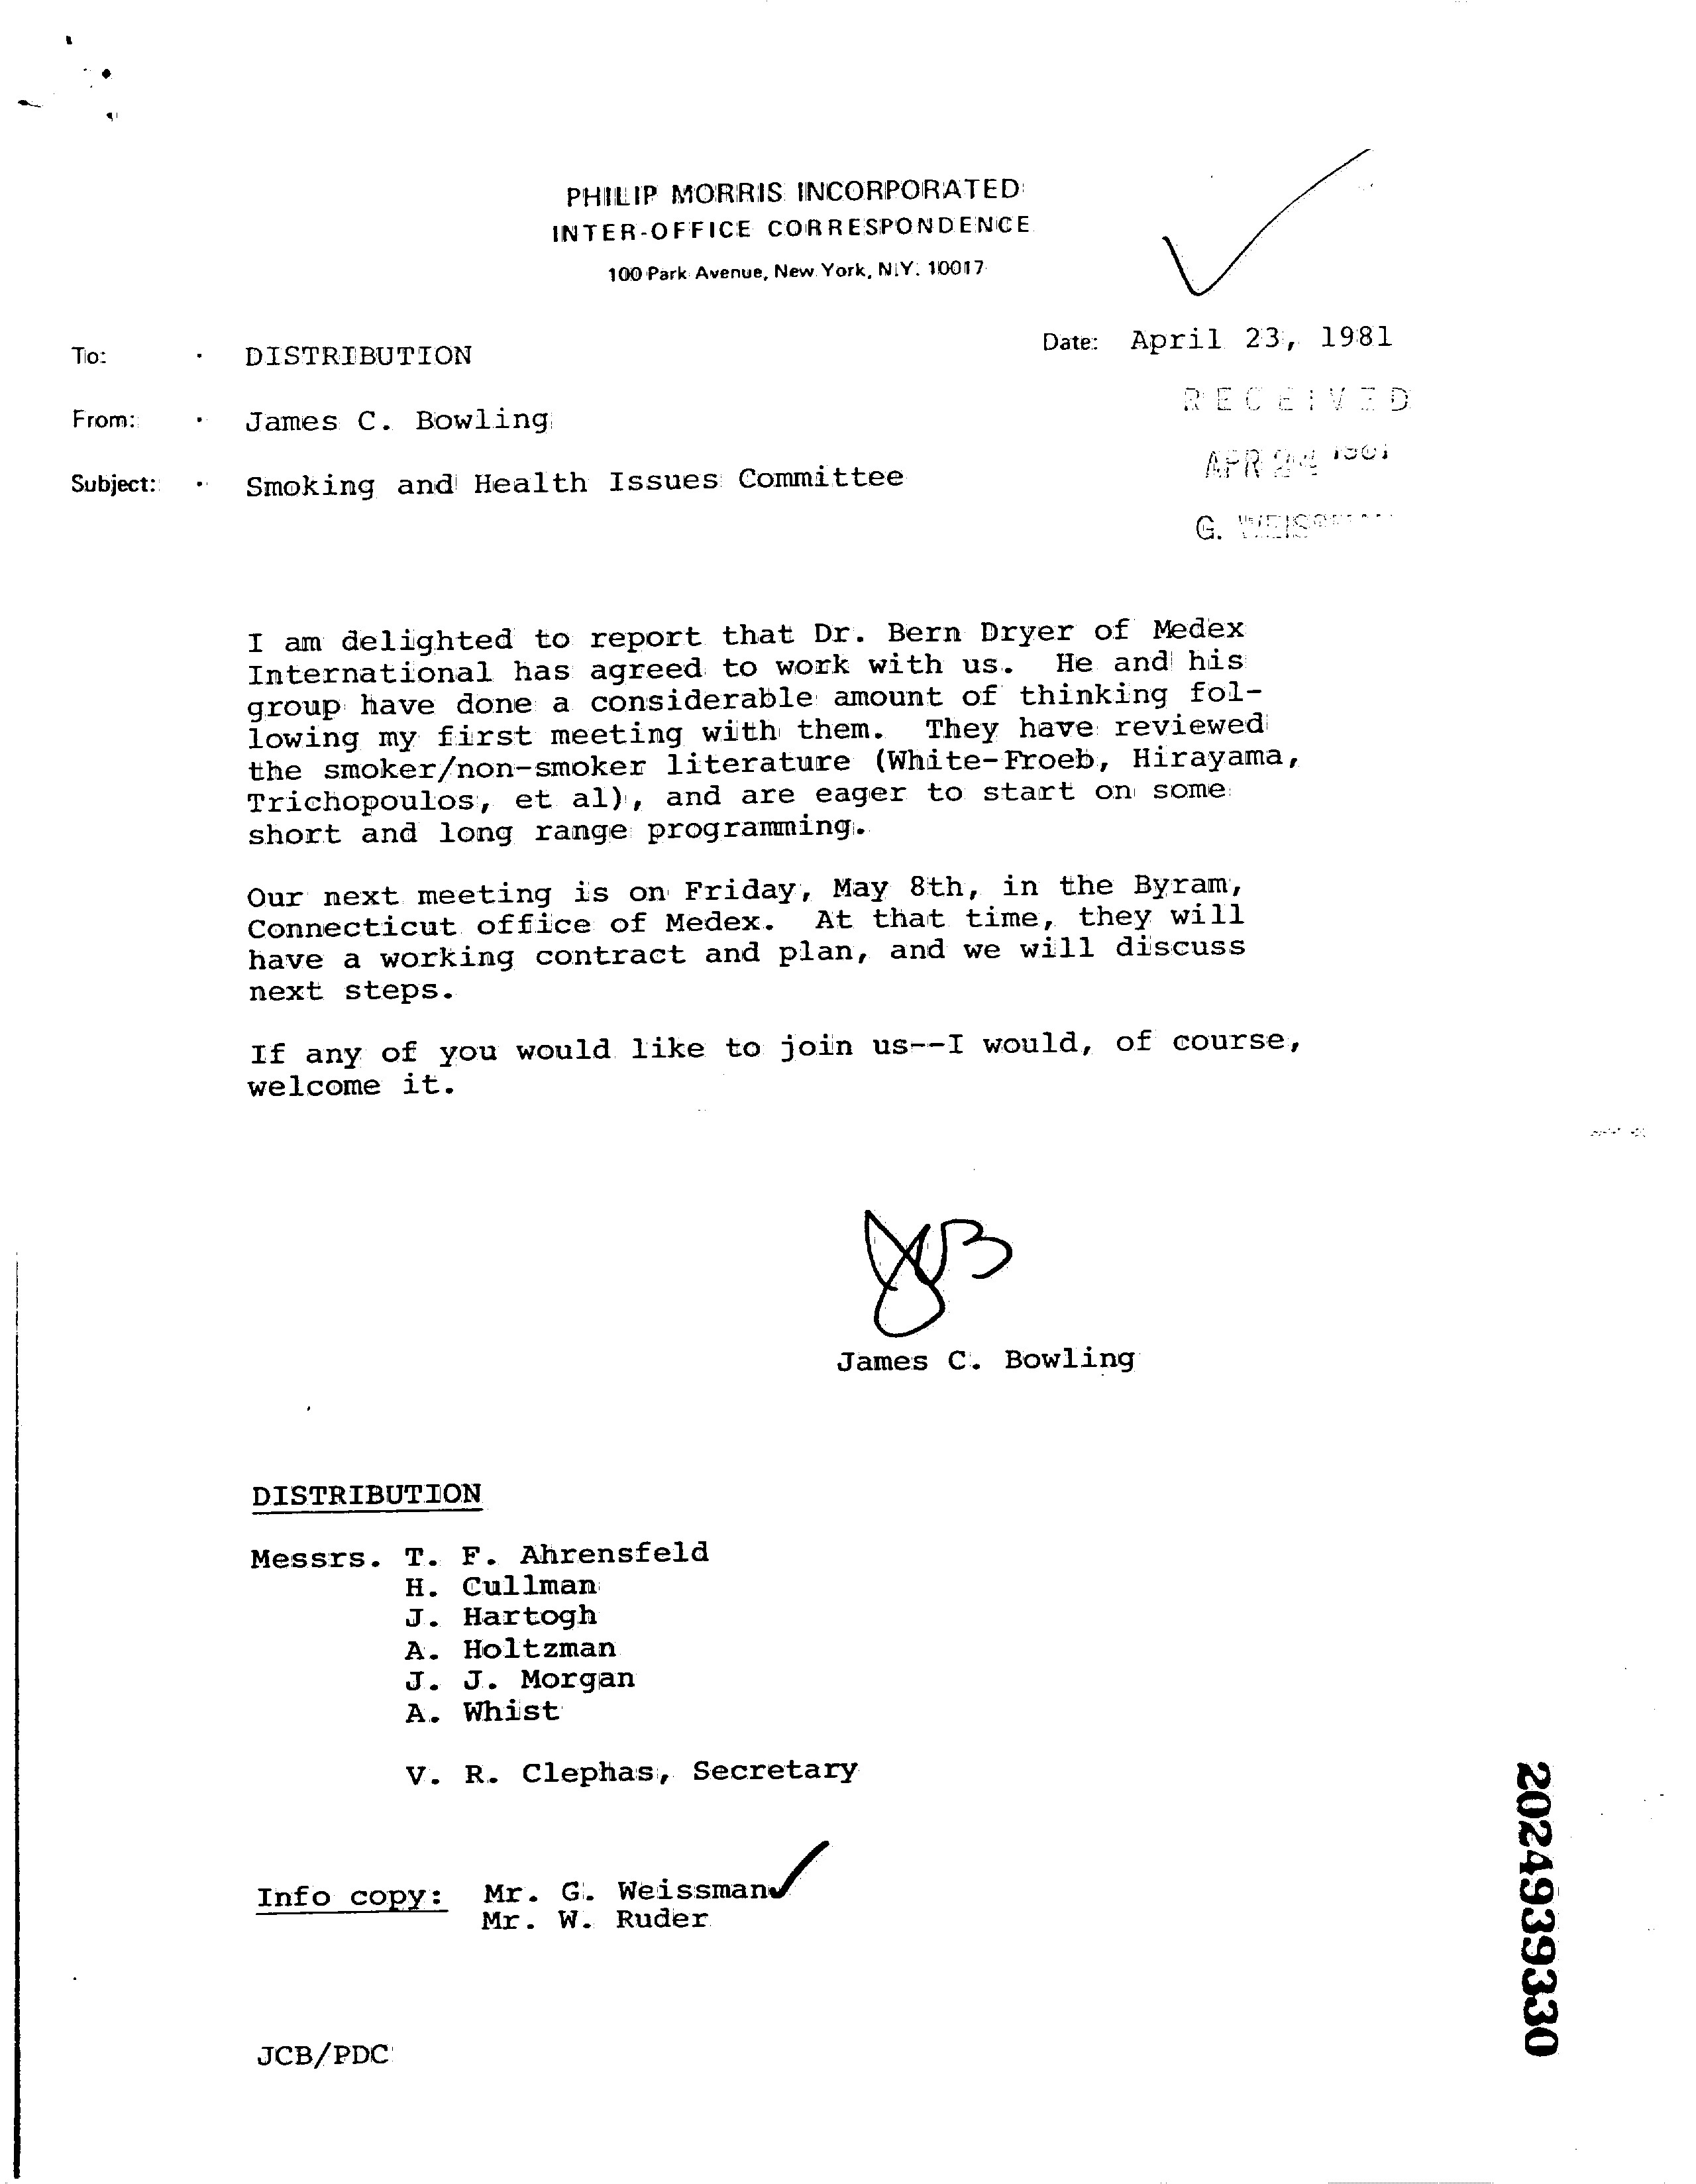 PHILIP MORRIS INCORPORATED
INTER-OFFICE CORRESPONDENCE
100 Park Avenue, New York, N.Y. 10017
To: DISTRIBUTION
Date: April 23, 1981
RECEIVED
From: James C. Bowling
APR 24 1981
Subject: Smoking and Health Issues Committee
G.
I am delighted to report that Dr. Bern Dryer of Medex
International has agreed to work with us. He and his
group have done a considerable amount of thinking fol-
lowing my first meeting with them. They have reviewed
the smoker/non-smoker literature (White-Froeb, Hirayama,
Trichopoulos, et al), and are eager to start on some
short and long range programming.
Our next meeting is on Friday, May 8th, in the Byram,
Connecticut office of Medex. At that time, they will
have a working contract and plan, and we will discuss
next steps.
If any of you would like to join us--I would, of course,
welcome it.
JCB
James C. Bowling
DISTRIBUTION
Messrs. T. F. Ahrensfeld
H. Cullman
J. Hartogh
A. Holtzman
J. J. Morgan
A. Whist
V. R. Clephas, Secretary
Info copy: Mr. G. Weissman
Mr. W. Ruder
JCB/PDC
2024939330